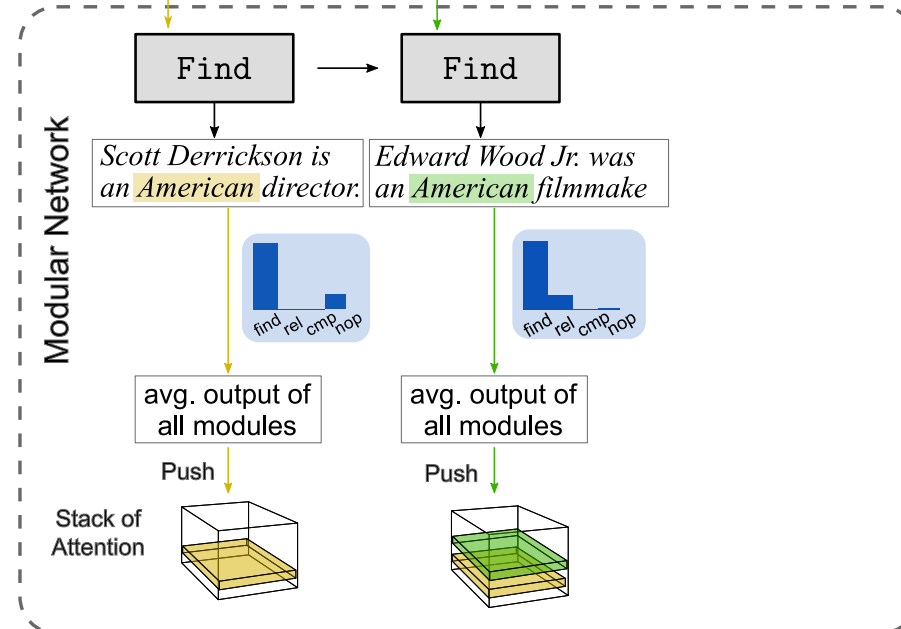 Modular Network
Find
Find
Scott Derrickson is
an American director.
Edward Wood Jr. was
an American filmmake
find rel cmp nop
find rel cmp nop
avg. output of
all modules
avg. output of
all modules
Push
Push
Stack of
Attention